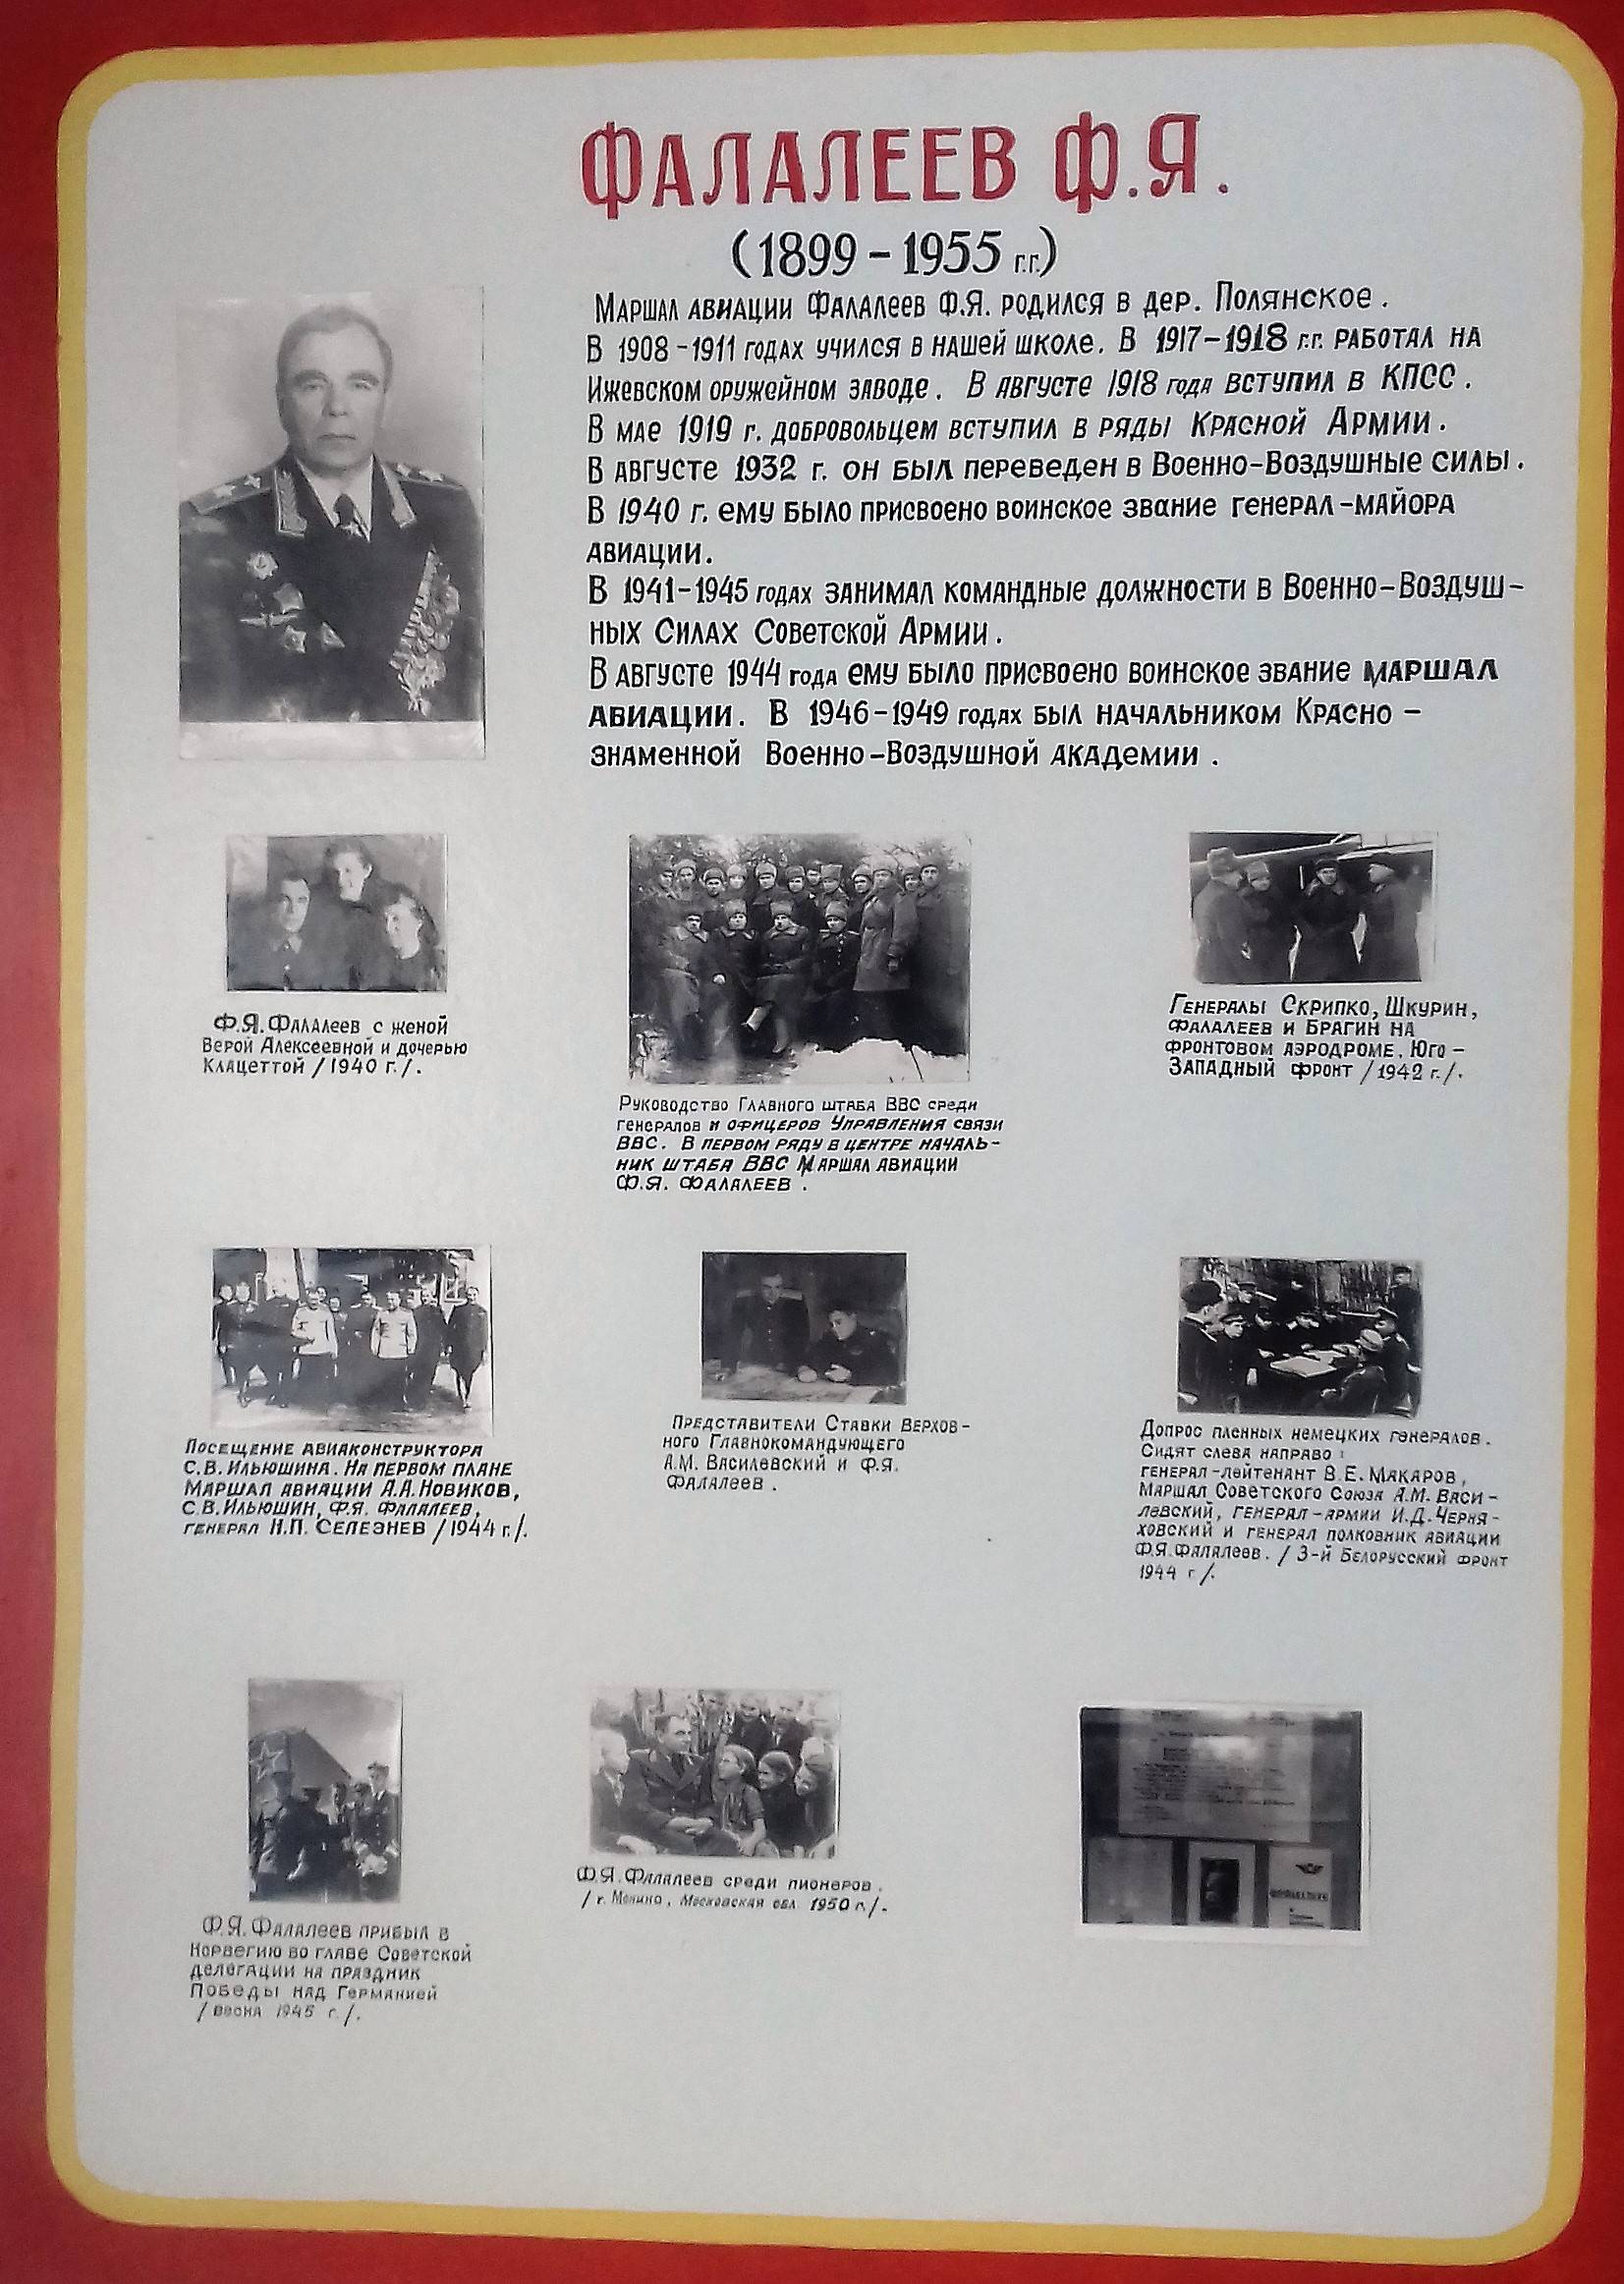 ФАЛАЛЕЕВ Ф.Я.
(1899-1955 г.г.)
Маршал авиации Фалалеев Ф.Я. родился в дер. Полянское.
В 1908-1911 годах учился в нашей школе. В 1917-1918 г.г. работал на
Ижевском оружейном заводе. В августе 1918 года вступил в КПСС.
В мае 1919 г. добровольцем вступил в ряды Красной Армии.
В августе 1932 г. он был переведен в Военно-Воздушные силы.
В 1940 г. ему было присвоено воинское звание генерал-майора
авиации.
В 1941-1945 годах занимал командные должности в Военно-Воздуш-
ных Силах Советской Армии.
В августе 1944 года ему было присвоено воинское звание маршал
авиации. В 1946-1949 годах был начальником Красно-
знаменной Военно-Воздушной академии.
Ф.Я. Фалалеев с женой
Верой Алексеевной и дочерью
Клацеттой /1940 г./.
Руководство Главного штаба ВВС среди
генералов и офицеров Управления связи
ВВС. В первом ряду в центре началь-
ник штаба ВВС Маршал авиации
Ф.Я. Фалалеев.
Генералы Скрипко, Шкурин,
Фалалеев и Брагин на
фронтовом аэродроме, Юго-
Западный фронт /1942 г./.
Посещение авиаконструктора
С.В. Ильюшина. На первом плане
Маршал авиации А.А. Новиков,
С.В. Ильюшин, Ф.Я. Фалалеев,
генерал Н.П. Селезнев /1944 г./.
Представители Ставки Верхов-
ного Главнокомандующего
А.М. Василевский и Ф.Я.
Фалалеев.
Допрос пленных немецких генералов.
Сидят слева направо:
генерал-лейтенант В.Е. Макаров,
Маршал Советского Союза А.М. Васи-
левский, генерал-армии И.Д. Черня-
ховский и генерал полковник авиации
Ф.Я. Фалалеев. /3-й Белорусский фронт
1944 г/.
Ф.Я. Фалалеев прибыл в
Норвегию во главе Советской
делегации на праздник
Победы над Германией
/весна 1945 г./.
Ф.Я. Фалалеев среди пионеров.
/г. Монино, Московская обл. 1950 г./.